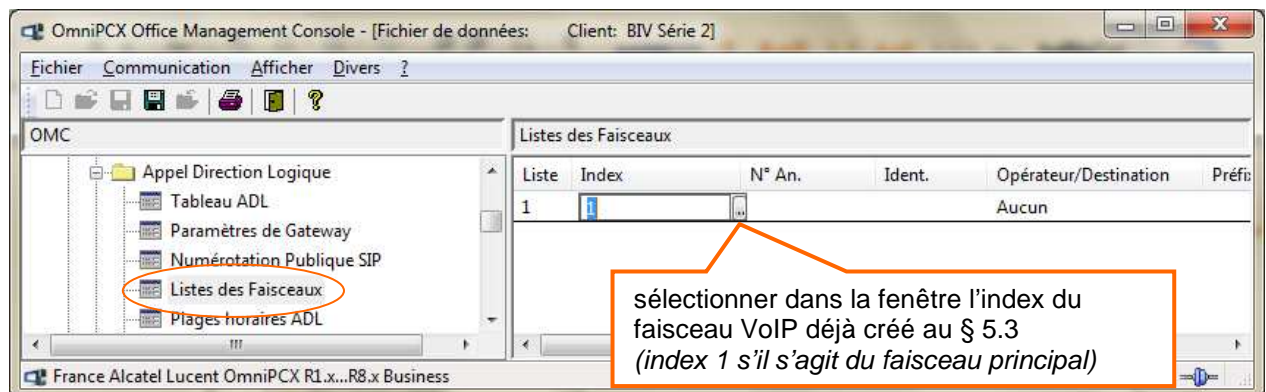 OmniPCX Office Management Console - [Fichier de données: Client: BIV Série 2]
Fichier Communication Afficher Divers ?
OMC
Listes des Faisceaux
Appel Direction Logique
Tableau ADL
Paramètres de Gateway
Numérotation Publique SIP
Listes des Faisceaux
Plages horaires ADL
Liste Index N° An. Ident. Opérateur/Destination Préfi
1 1 .. Aucun
sélectionner dans la fenêtre l'index du
faisceau VoIP déjà créé au § 5.3
(index 1 s'il s'agit du faisceau principal)
France Alcatel Lucent OmniPCX R1.x...R8.x Business